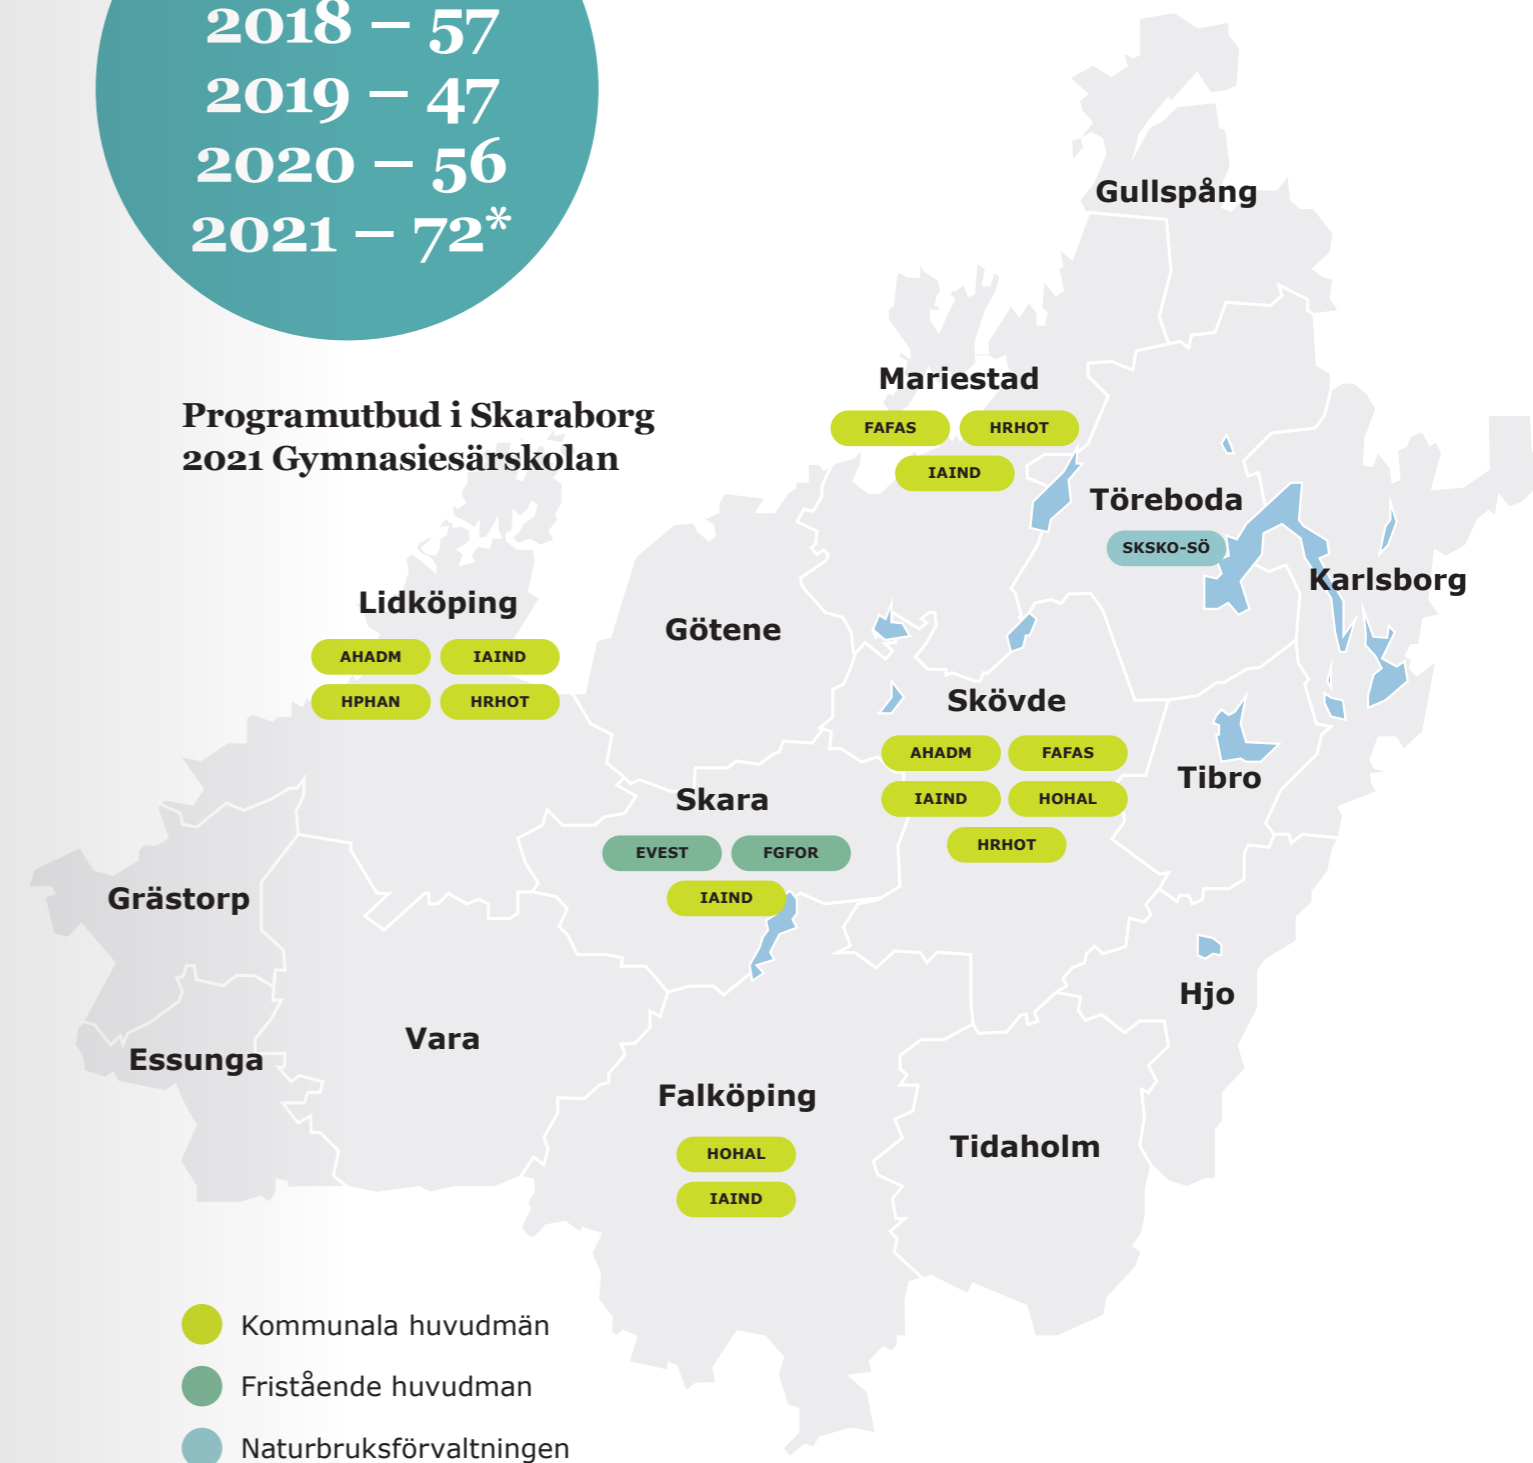 2018 – 57
2019 – 47
2020 – 56
2021 – 72*
Programutbud i Skaraborg
2021 Gymnasiesärskolan
Gullspång
Mariestad
FAFAS HRHOT
IAIND
Töreboda
SKSKO-SÖ
Karlsborg
Lidköping
AHADM IAIND
HPHAN HRHOT
Götene
Skövde
AHADM FAFAS
IAIND HOHAL
HRHOT
Tibro
Skara
EVEST FGFOR
IAIND
Grästorp
Hjo
Vara
Essunga
Falköping
HOHAL
IAIND
Tidaholm
Kommunala huvudmän
Fristående huvudman
Naturbruksförvaltningen